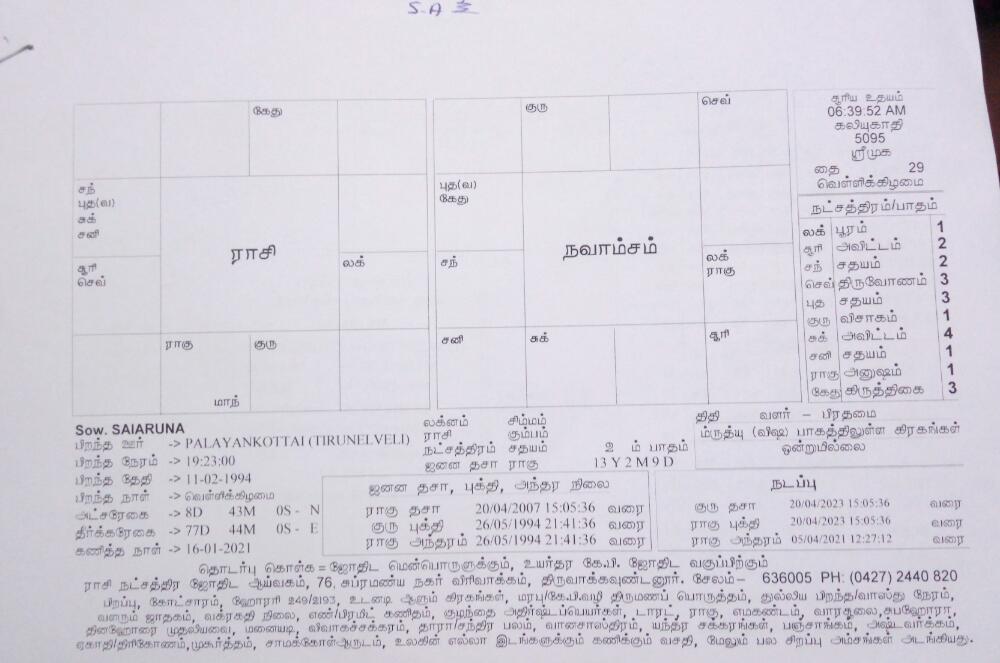 S.A
கேது
குரு
செவ்
சூரிய உதயம்
06:39:52 AM
கலியுகாதி
5095
ஸ்ரீமுக
தை 29
வெள்ளிக்கிழமை
சந்
புத(வ)
சுக்
சனி
புத(வ)
கேது
ராசி
நவாம்சம்
சூரி
செவ்
லக்
சந்
லக்
ராகு
ராகு
குரு
மாந்
சனி
சுக்
சூரி
நட்சத்திரம்/பாதம்
லக் பூரம் 1
சூரி அவிட்டம் 2
சந் சதயம் 2
செவ் திருவோணம் 3
புத சதயம் 3
குரு விசாகம் 1
சுக் அவிட்டம் 4
சனி சதயம் 1
ராகு அனுஷம் 1
கேது கிருத்திகை 3
Sow. SAIARUNA
பிறந்த ஊர் -> PALAYANKOTTAI (TIRUNELVELI)
பிறந்த நேரம் -> 19:23:00
பிறந்த தேதி -> 11-02-1994
பிறந்த நாள் -> வெள்ளிக்கிழமை
அட்சரேகை -> 8D 43M 0S - N
தீர்க்கரேகை -> 77D 44M 0S - E
கணித்த நாள் -> 16-01-2021
லக்னம் சிம்மம்
ராசி கும்பம்
நட்சத்திரம் சதயம் 2 ம் பாதம்
ஜனன தசா ராகு 13 Y 2 M 9 D
திதி வளர் - பிரதமை
ம்ருத்யு (விஷ) பாகத்திலுள்ள கிரகங்கள்
ஒன்றுமில்லை
ஜனன தசா, புக்தி, அந்தர நிலை
ராகு தசா 20/04/2007 15:05:36 வரை
குரு புக்தி 26/05/1994 21:41:36 வரை
ராகு அந்தரம் 26/05/1994 21:41:36 வரை
நடப்பு
குரு தசா 20/04/2023 15:05:36 வரை
ராகு புக்தி 20/04/2023 15:05:36 வரை
ராகு அந்தரம் 05/04/2021 12:27:12 வரை
தொடர்பு கொள்க = ஜோதிட மென்பொருளுக்கும், உயர்தர கே.பி. ஜோதிட வகுப்பிற்கும்
ராசி நட்சத்திர ஜோதிட ஆய்வகம், 76, சுப்ரமண்ய நகர் விரிவாக்கம், திருவாக்கவுண்டனூர். சேலம்- 636005 PH: (0427) 2440 820
பிறப்பு, கோட்சாரம், ஹோரரி 249/2193, உடனடி ஆளும் கிரகங்கள், மரபு/கே.பி.வழி திருமணப் பொருத்தம், துல்லிய பிறந்த/வாஸ்து நேரம்,
வளரும் ஜாதகம், வக்ரகதி நிலை, எண்/பிரமிட் கணிதம், குழந்தை அதிர்ஷ்டப்பெயர்கள், டாரட், ராகு, எமகண்டம், வாரசூலை, சுபஹோரா,
தினஹோரை முதலியவை, மனையடி, விவாகச்சக்கரம், தாராசந்திர பலம், வானசாஸ்திரம், யந்திர சக்கரங்கள், பஞ்சாங்கம், அஷ்டவர்க்கம்,
ஏகாதி/திரிகோணம், முகூர்த்தம், சாமக்கோள்ஆரூடம், உலகின் எல்லா இடங்களுக்கும் கணிக்கும் வசதி, மேலும் பல சிறப்பு அம்சங்கள் அடங்கியது.